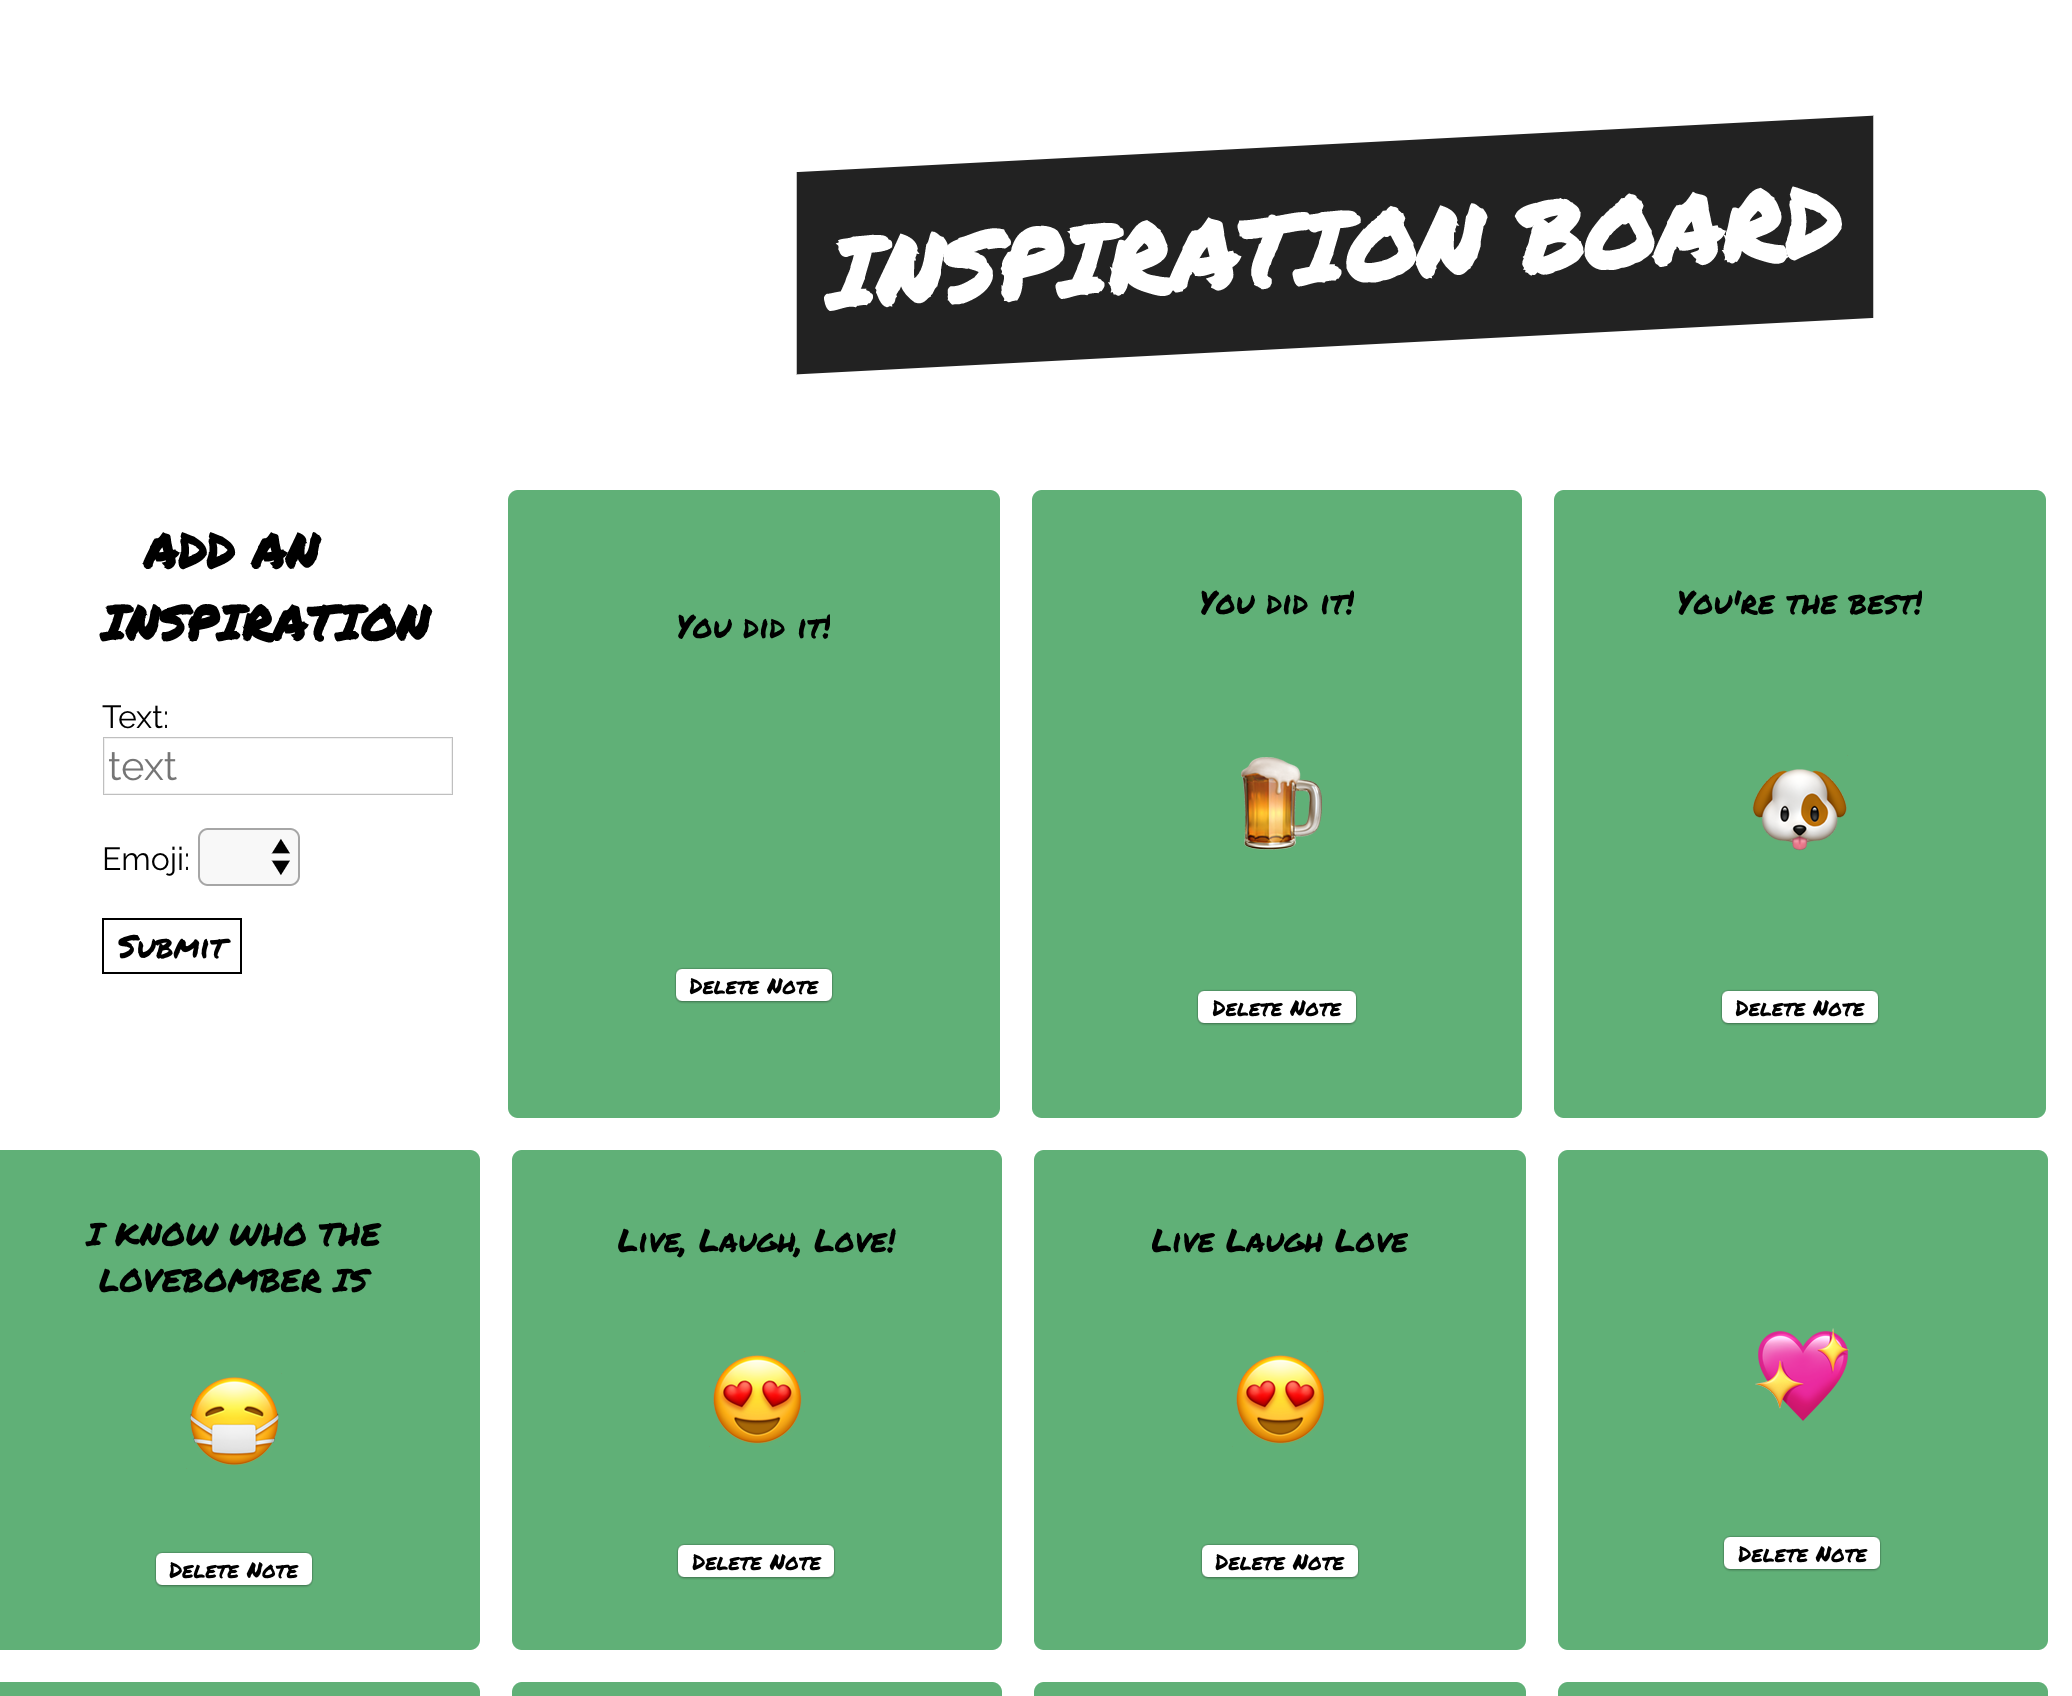 INSPIRATION BOARD
ADD AN
INSPIRATION
Text:
text
Emoji:
Submit
You did it!
Delete Note
You did it!
Delete Note
You're the best!
Delete Note
I KNOW WHO THE
LOVEBOMBER IS
Delete Note
Live, Laugh, Love!
Delete Note
Live Laugh Love
Delete Note
Delete Note